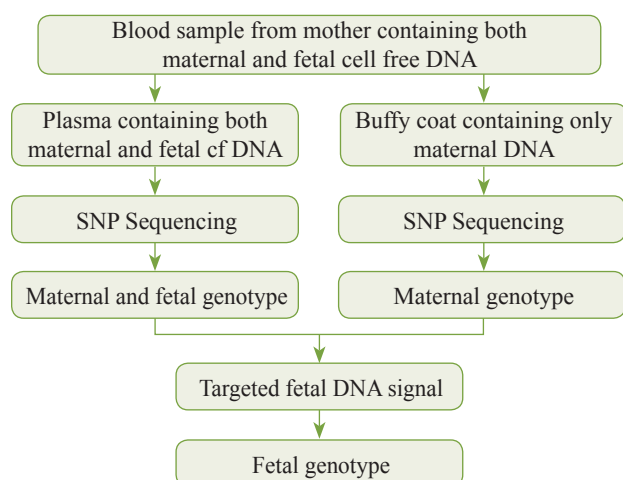 Blood sample from mother containing both
maternal and fetal cell free DNA
Plasma containing both
maternal and fetal cf DNA
Buffy coat containing only
maternal DNA
SNP Sequencing
SNP Sequencing
Maternal and fetal genotype
Maternal genotype
Targeted fetal DNA signal
Fetal genotype